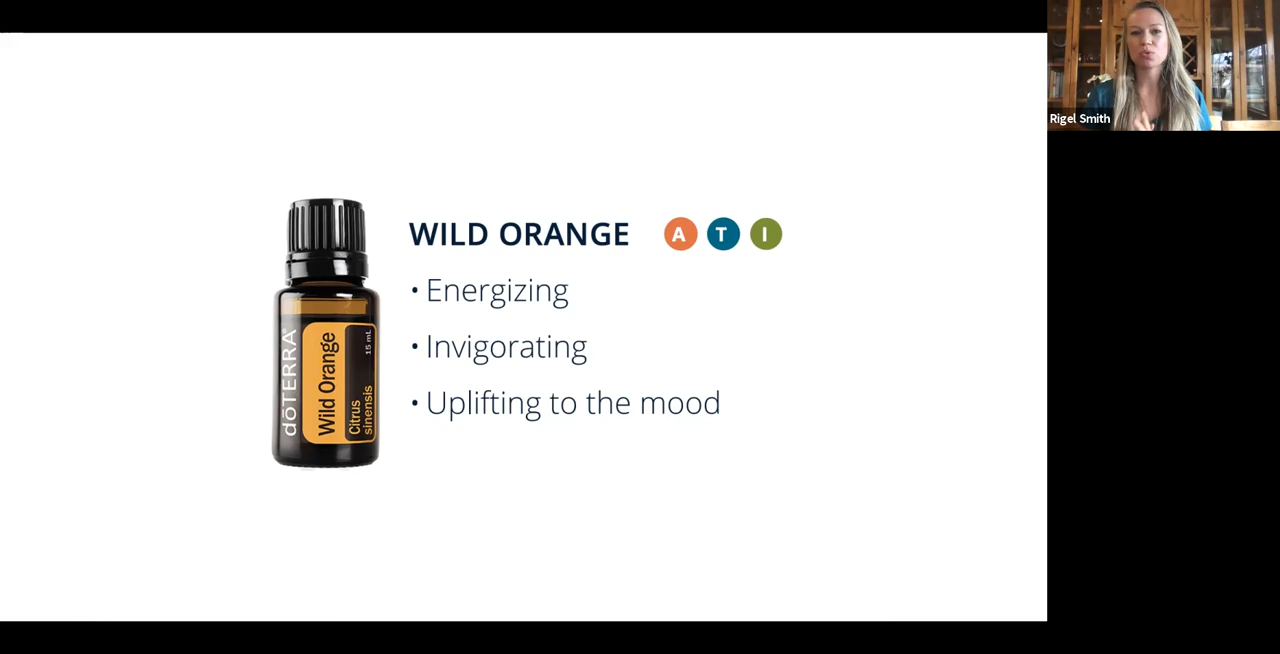 WILD ORANGE A T I
• Energizing
• Invigorating
• Uplifting to the mood
dōTERRA®
Wild Orange
Citrus
sinensis
15 mL
Rigel Smith